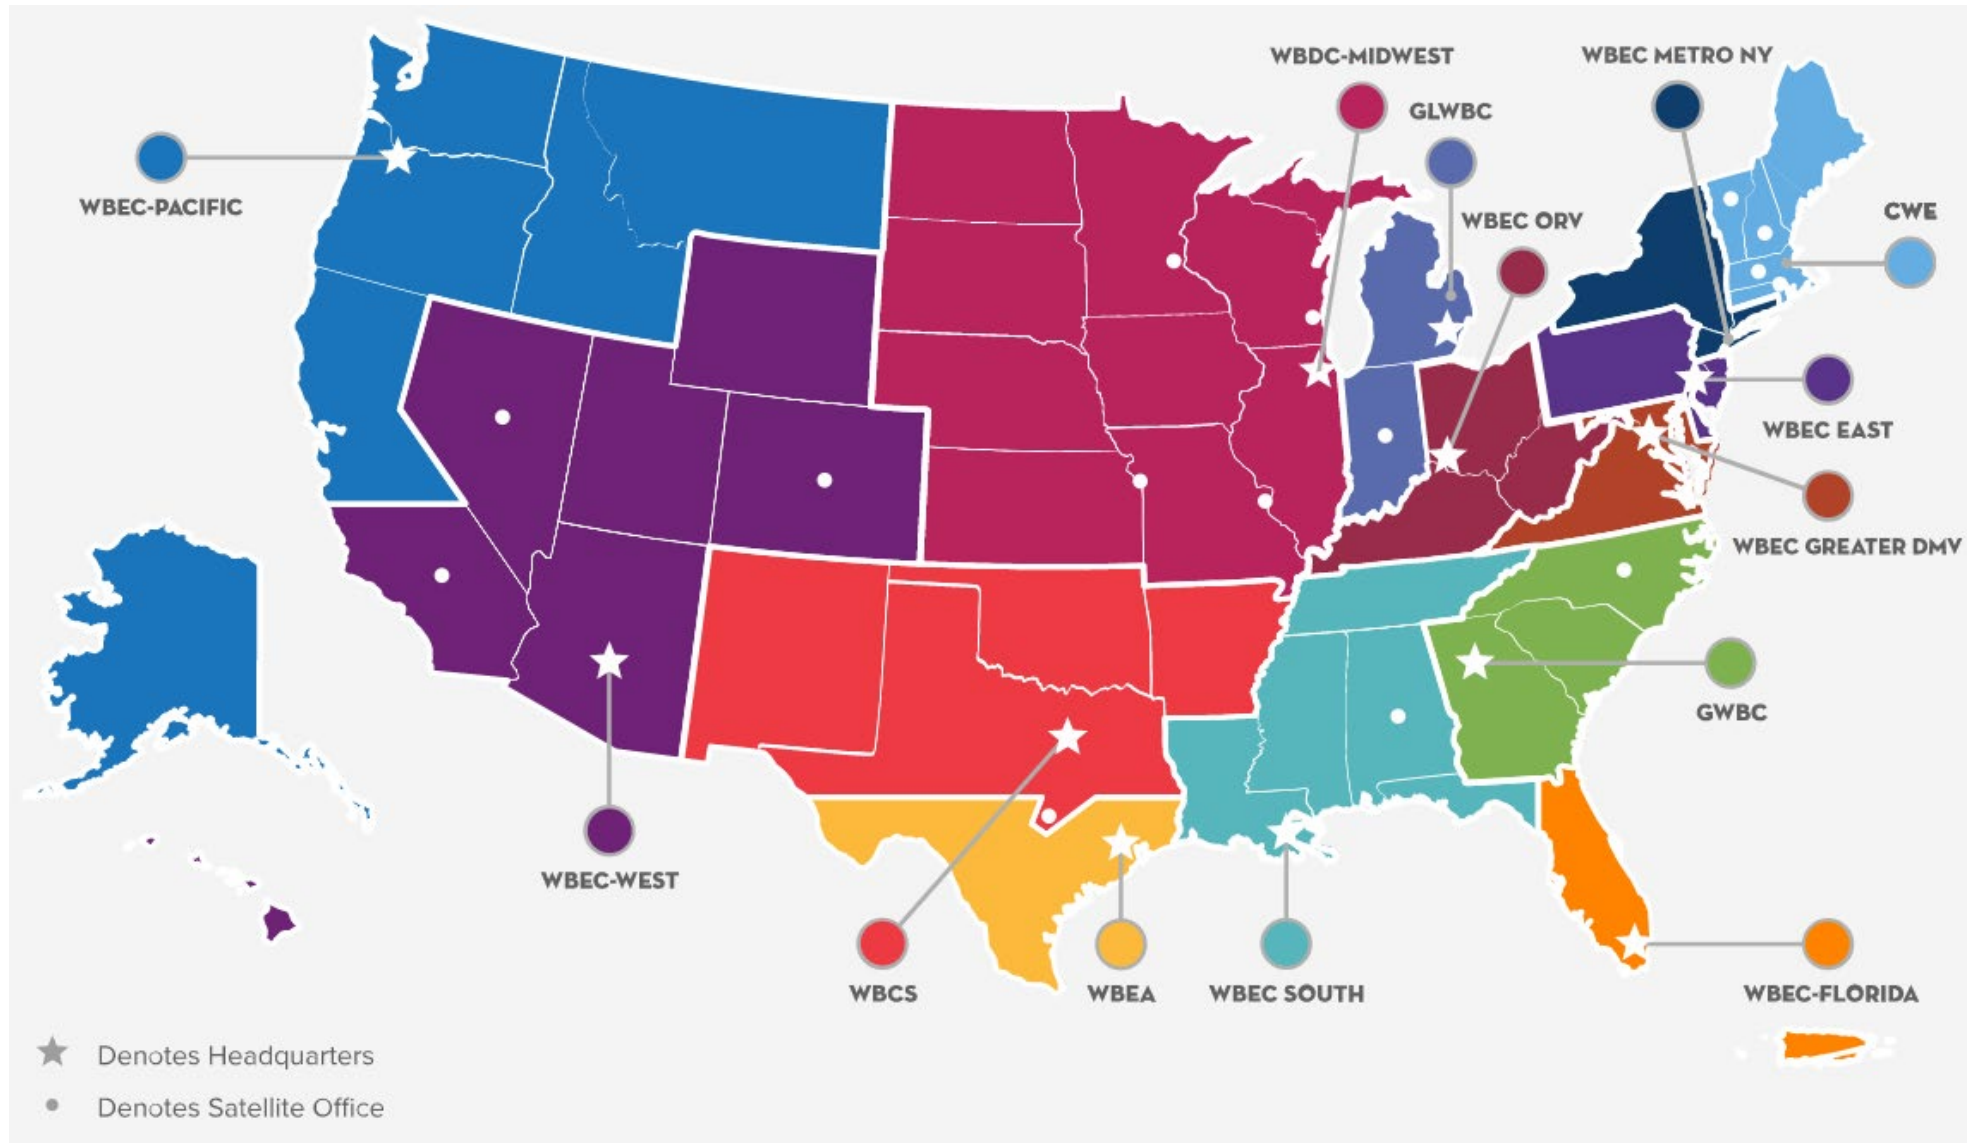 WBDC-MIDWEST
WBEC METRO NY
GLWBC
WBEC-PACIFIC
WBEC ORV
CWE
WBEC EAST
WBEC GREATER DMV
GWBC
WBEC-WEST
WBCS
WBEA
WBEC SOUTH
WBEC-FLORIDA
Denotes Headquarters
Denotes Satellite Office